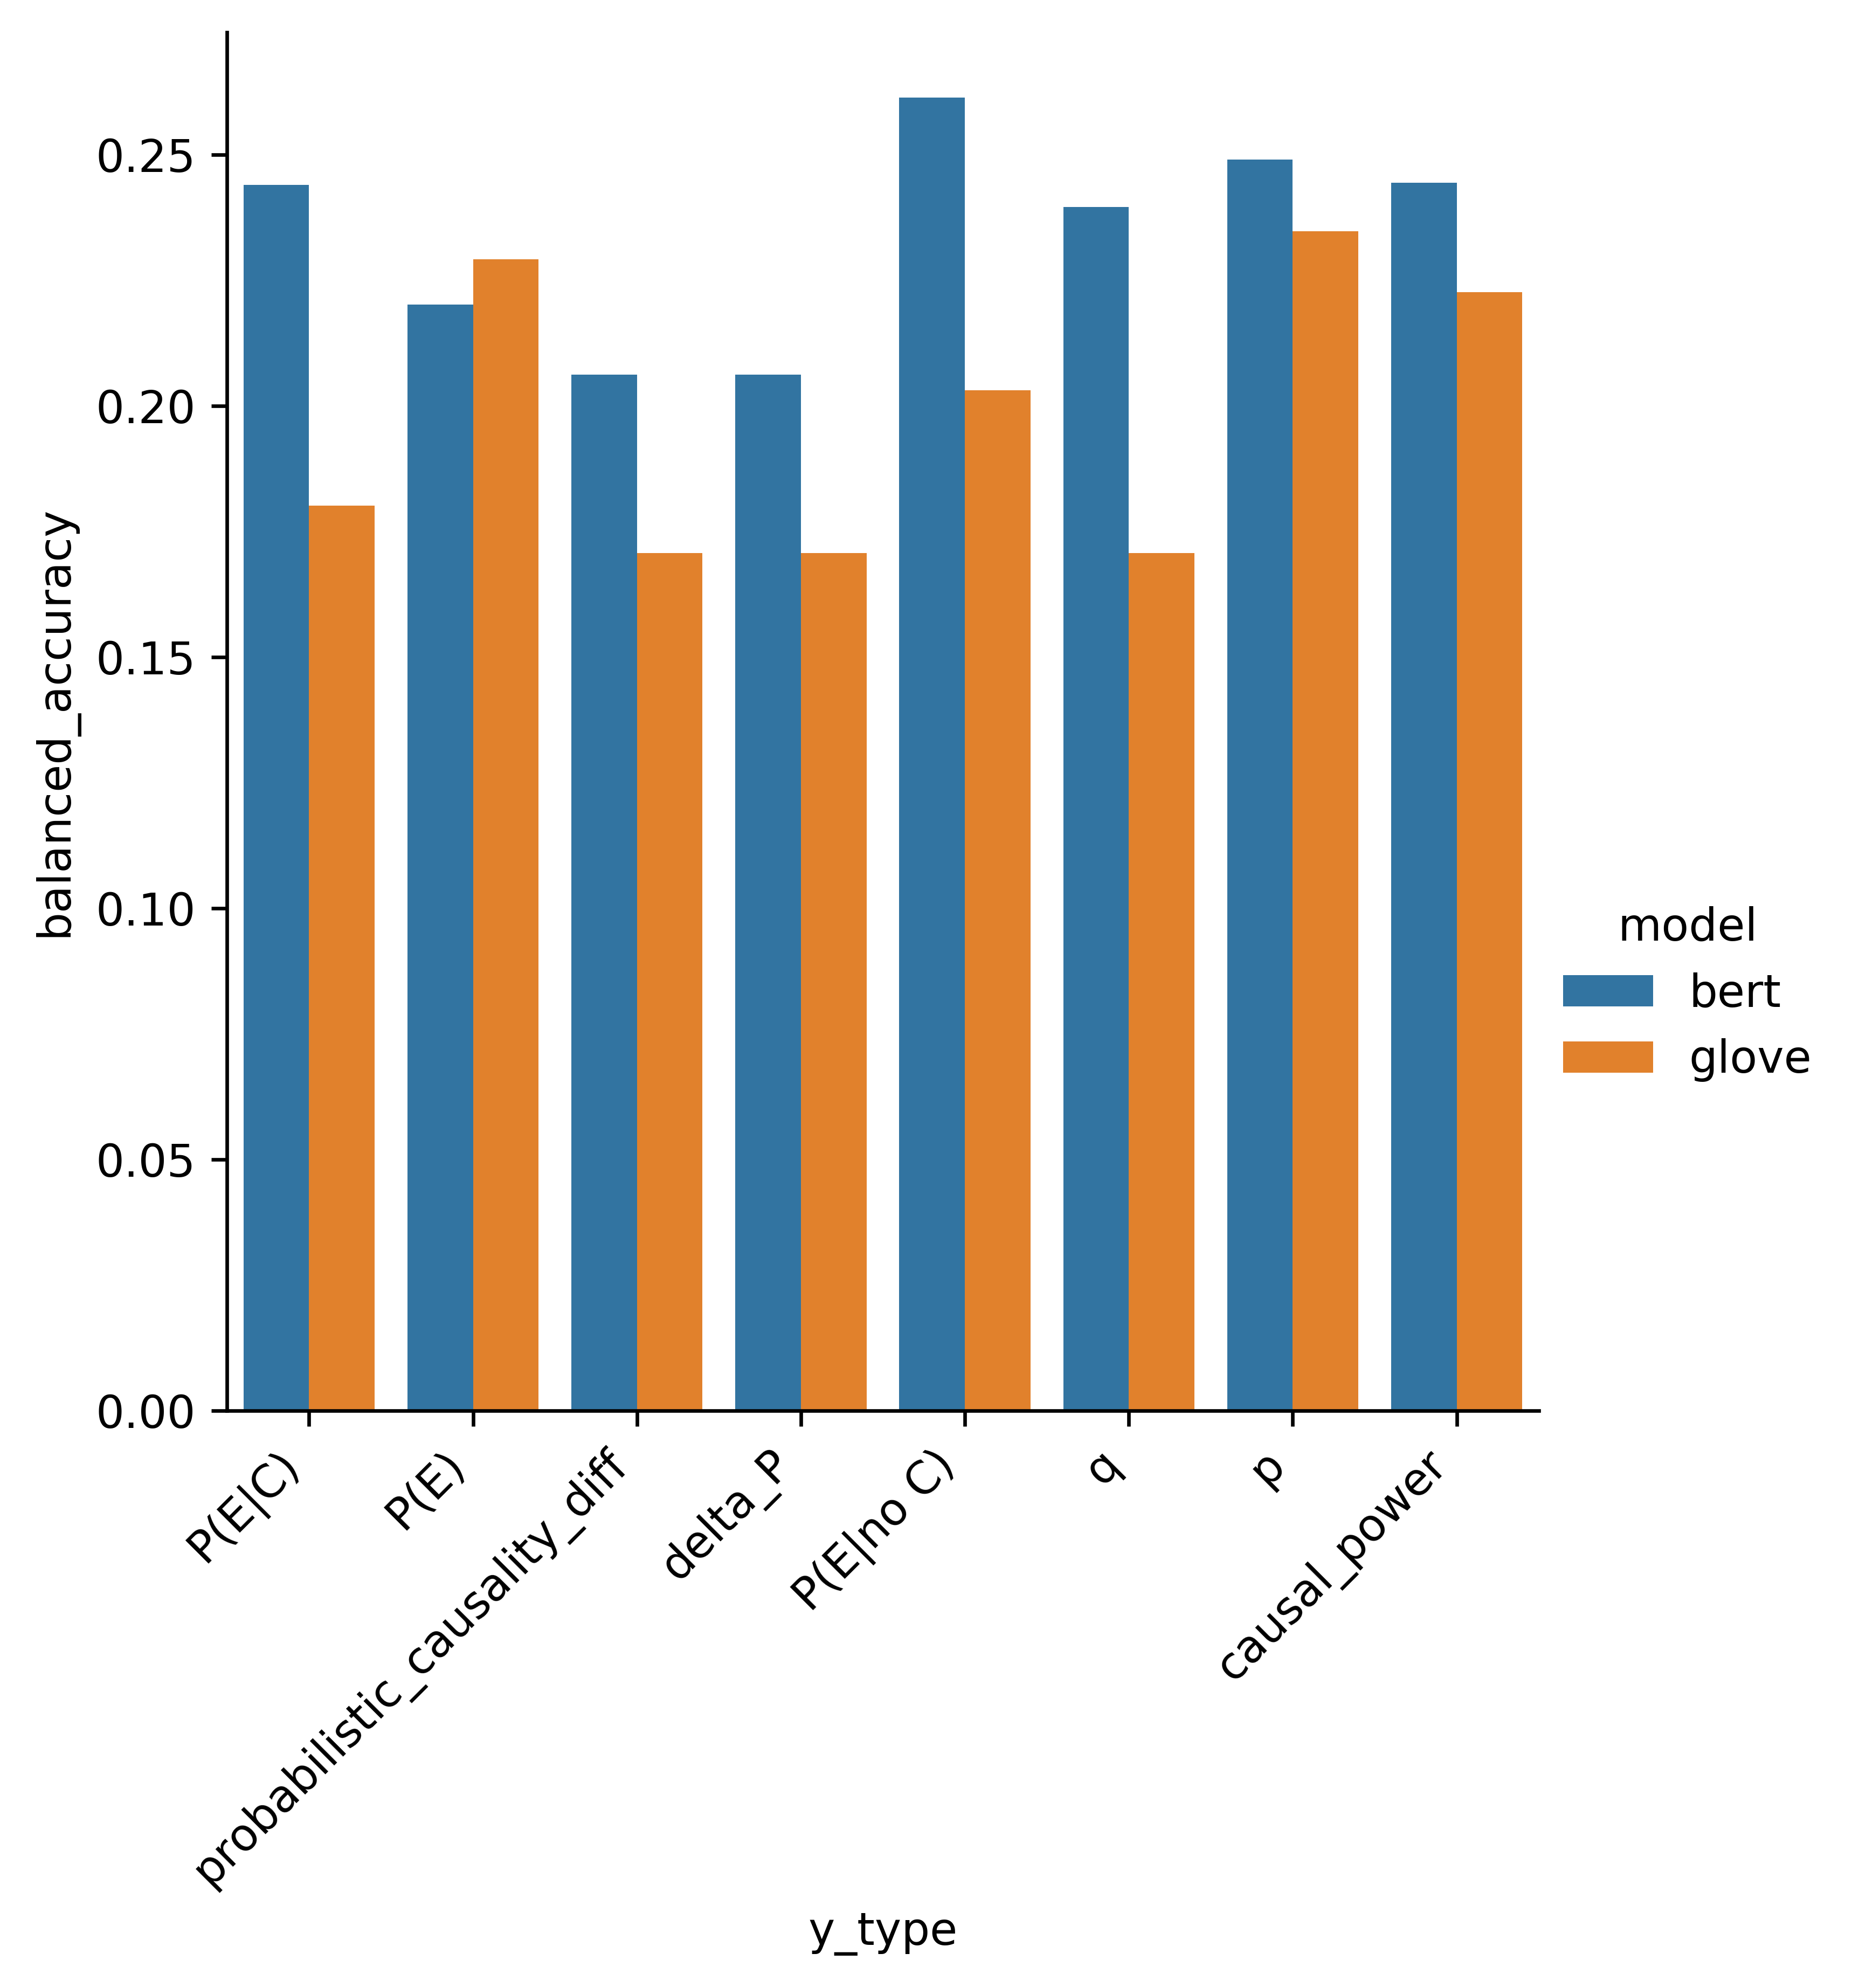 balanced_accuracy
0.25
0.20
0.15
0.10
0.05
0.00
P(E|C)
P(E)
probabilistic_causality_diff
delta_P
P(E|no C)
q
p
causal_power
y_type
model
bert
glove